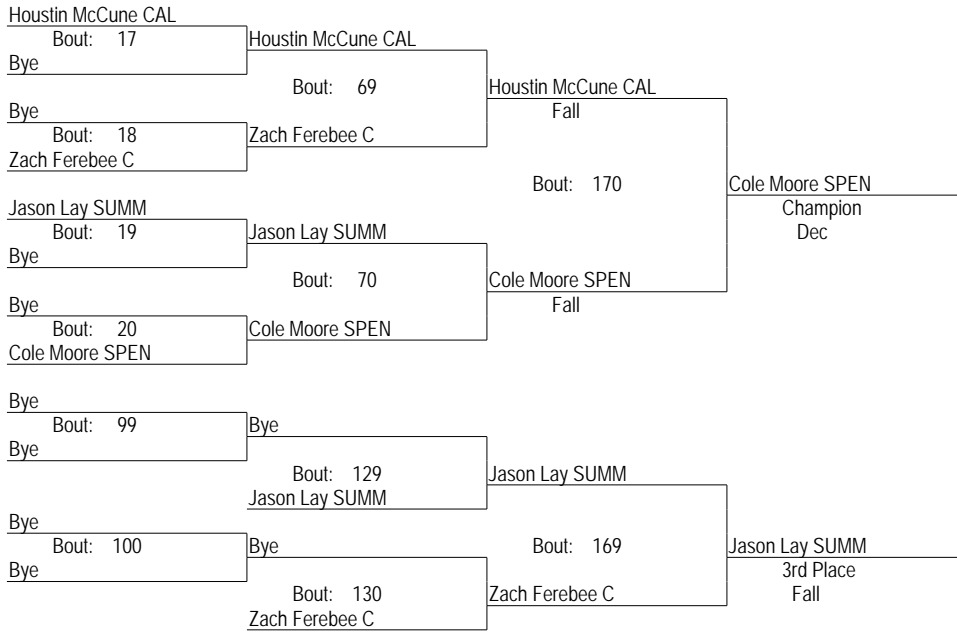 Houstin McCune CAL
Bout: 17
Houstin McCune CAL
Bye
Bout: 69
Houstin McCune CAL
Fall
Bye
Bout: 18
Zach Ferebee C
Zach Ferebee C
Bout: 170
Cole Moore SPEN
Champion
Dec
Jason Lay SUMM
Bout: 19
Jason Lay SUMM
Bye
Bout: 70
Cole Moore SPEN
Fall
Bye
Bout: 20
Cole Moore SPEN
Cole Moore SPEN
Bye
Bout: 99
Bye
Bye
Bout: 129
Jason Lay SUMM
Jason Lay SUMM
Bye
Bout: 100
Bye
Bye
Bout: 169
Jason Lay SUMM
3rd Place
Fall
Bout: 130
Zach Ferebee C
Zach Ferebee C